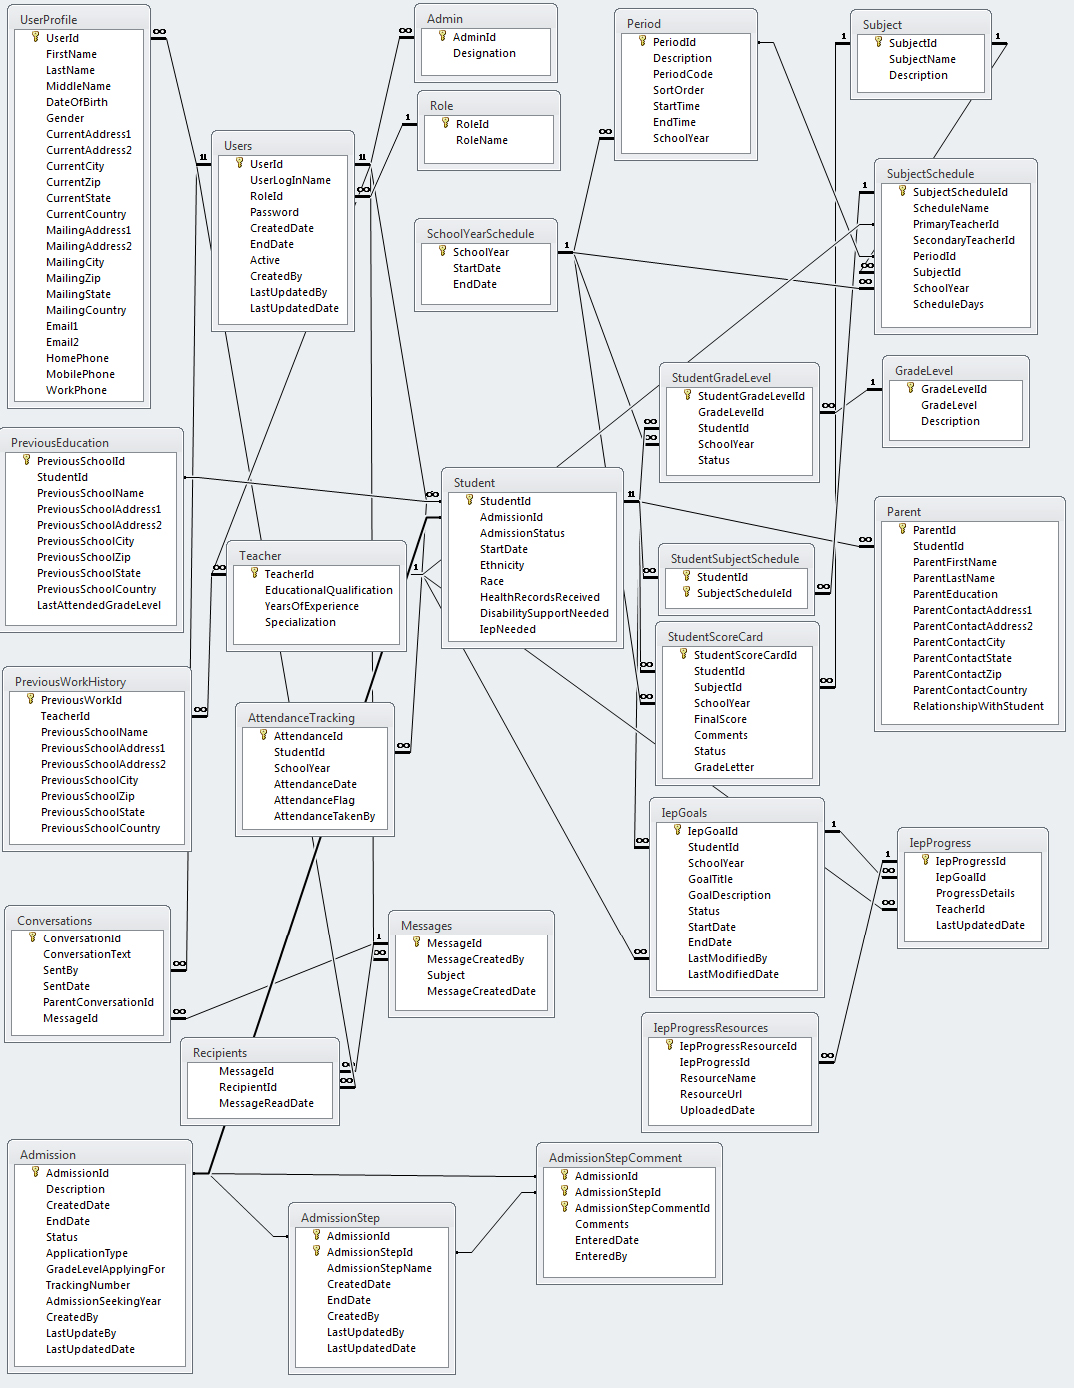 UserProfile
UserId
FirstName
LastName
MiddleName
DateOfBirth
Gender
CurrentAddress1
CurrentAddress2
CurrentCity
CurrentZip
CurrentState
CurrentCountry
MailingAddress1
MailingAddress2
MailingCity
MailingZip
MailingState
MailingCountry
Email1
Email2
HomePhone
MobilePhone
WorkPhone
Users
UserId
UserLogInName
RoleId
Password
CreatedDate
EndDate
Active
CreatedBy
LastUpdatedBy
LastUpdatedDate
Admin
AdminId
Designation
Role
RoleId
RoleName
SchoolYearSchedule
SchoolYear
StartDate
EndDate
Period
PeriodId
Description
PeriodCode
SortOrder
StartTime
EndTime
SchoolYear
Subject
SubjectId
SubjectName
Description
SubjectSchedule
SubjectScheduleId
ScheduleName
PrimaryTeacherId
SecondaryTeacherId
PeriodId
SubjectId
SchoolYear
ScheduleDays
StudentGradeLevel
StudentGradeLevelId
GradeLevelId
StudentId
SchoolYear
Status
GradeLevel
GradeLevelId
GradeLevel
Description
PreviousEducation
PreviousSchoolId
StudentId
PreviousSchoolName
PreviousSchoolAddress1
PreviousSchoolAddress2
PreviousSchoolCity
PreviousSchoolZip
PreviousSchoolState
PreviousSchoolCountry
LastAttendedGradeLevel
Student
StudentId
AdmissionId
AdmissionStatus
StartDate
Ethnicity
Race
HealthRecordsReceived
DisabilitySupportNeeded
IepNeeded
Parent
ParentId
StudentId
ParentFirstName
ParentLastName
ParentEducation
ParentContactAddress1
ParentContactAddress2
ParentContactCity
ParentContactState
ParentContactZip
ParentContactCountry
RelationshipWithStudent
Teacher
TeacherId
EducationalQualification
YearsOfExperience
Specialization
StudentSubjectSchedule
StudentId
SubjectScheduleId
StudentScoreCard
StudentScoreCardId
StudentId
SubjectId
SchoolYear
FinalScore
Comments
Status
GradeLetter
PreviousWorkHistory
PreviousWorkId
TeacherId
PreviousSchoolName
PreviousSchoolAddress1
PreviousSchoolAddress2
PreviousSchoolCity
PreviousSchoolZip
PreviousSchoolState
PreviousSchoolCountry
AttendanceTracking
AttendanceId
StudentId
SchoolYear
AttendanceDate
AttendanceFlag
AttendanceTakenBy
IepGoals
IepGoalId
StudentId
SchoolYear
GoalTitle
GoalDescription
Status
StartDate
EndDate
LastModifiedBy
LastModifiedDate
IepProgress
IepProgressId
IepGoalId
ProgressDetails
TeacherId
LastUpdatedDate
Conversations
ConversationId
ConversationText
SentBy
SentDate
ParentConversationId
MessageId
Messages
MessageId
MessageCreatedBy
Subject
MessageCreatedDate
IepProgressResources
IepProgressResourceId
IepProgressId
ResourceName
ResourceUrl
UploadedDate
Recipients
MessageId
RecipientId
MessageReadDate
Admission
AdmissionId
Description
CreatedDate
EndDate
Status
ApplicationType
GradeLevelApplyingFor
TrackingNumber
AdmissionSeekingYear
CreatedBy
LastUpdateBy
LastUpdatedDate
AdmissionStep
AdmissionId
AdmissionStepId
AdmissionStepName
CreatedDate
EndDate
CreatedBy
LastUpdatedBy
LastUpdatedDate
AdmissionStepComment
AdmissionId
AdmissionStepId
AdmissionStepCommentId
Comments
EnteredDate
EnteredBy